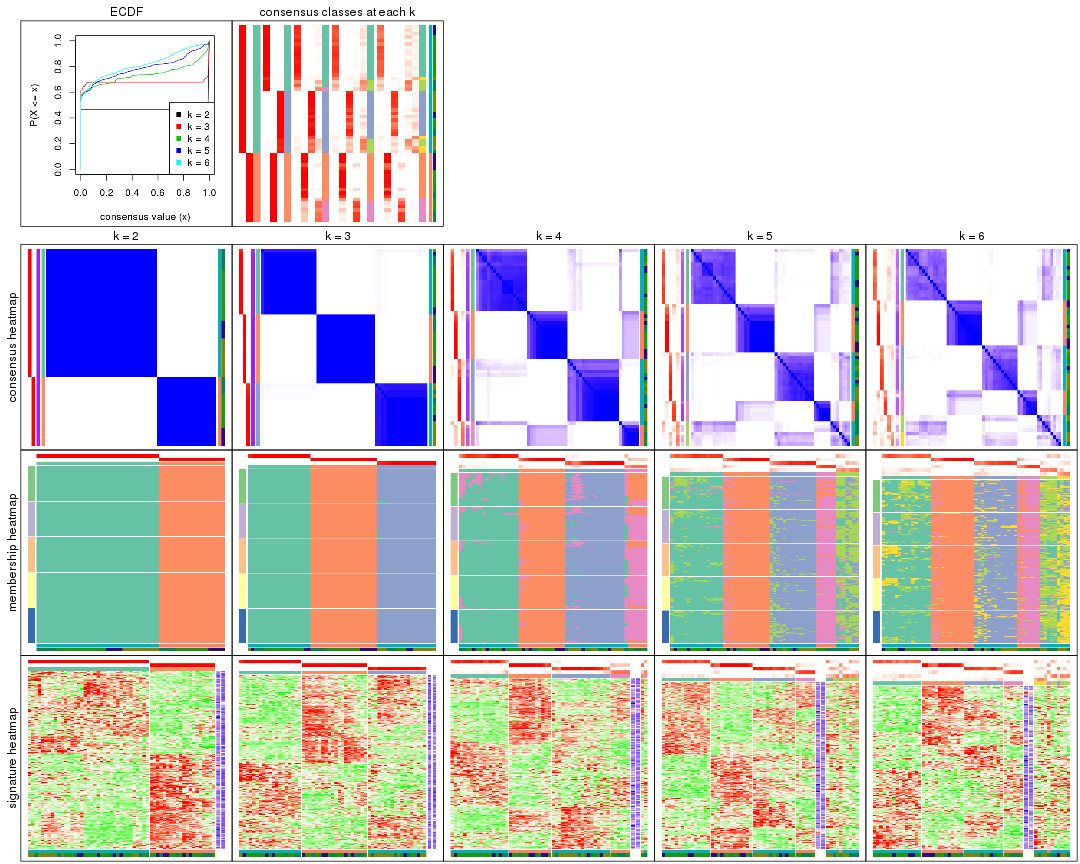 ECDF
consensus classes at each k
P(X <= x)
0.0 0.2 0.4 0.6 0.8 1.0
k = 2
k = 3
k = 4
k = 5
k = 6
0.0 0.2 0.4 0.6 0.8 1.0
consensus value (x)
k = 2
k = 3
k = 4
k = 5
k = 6
consensus heatmap
membership heatmap
signature heatmap